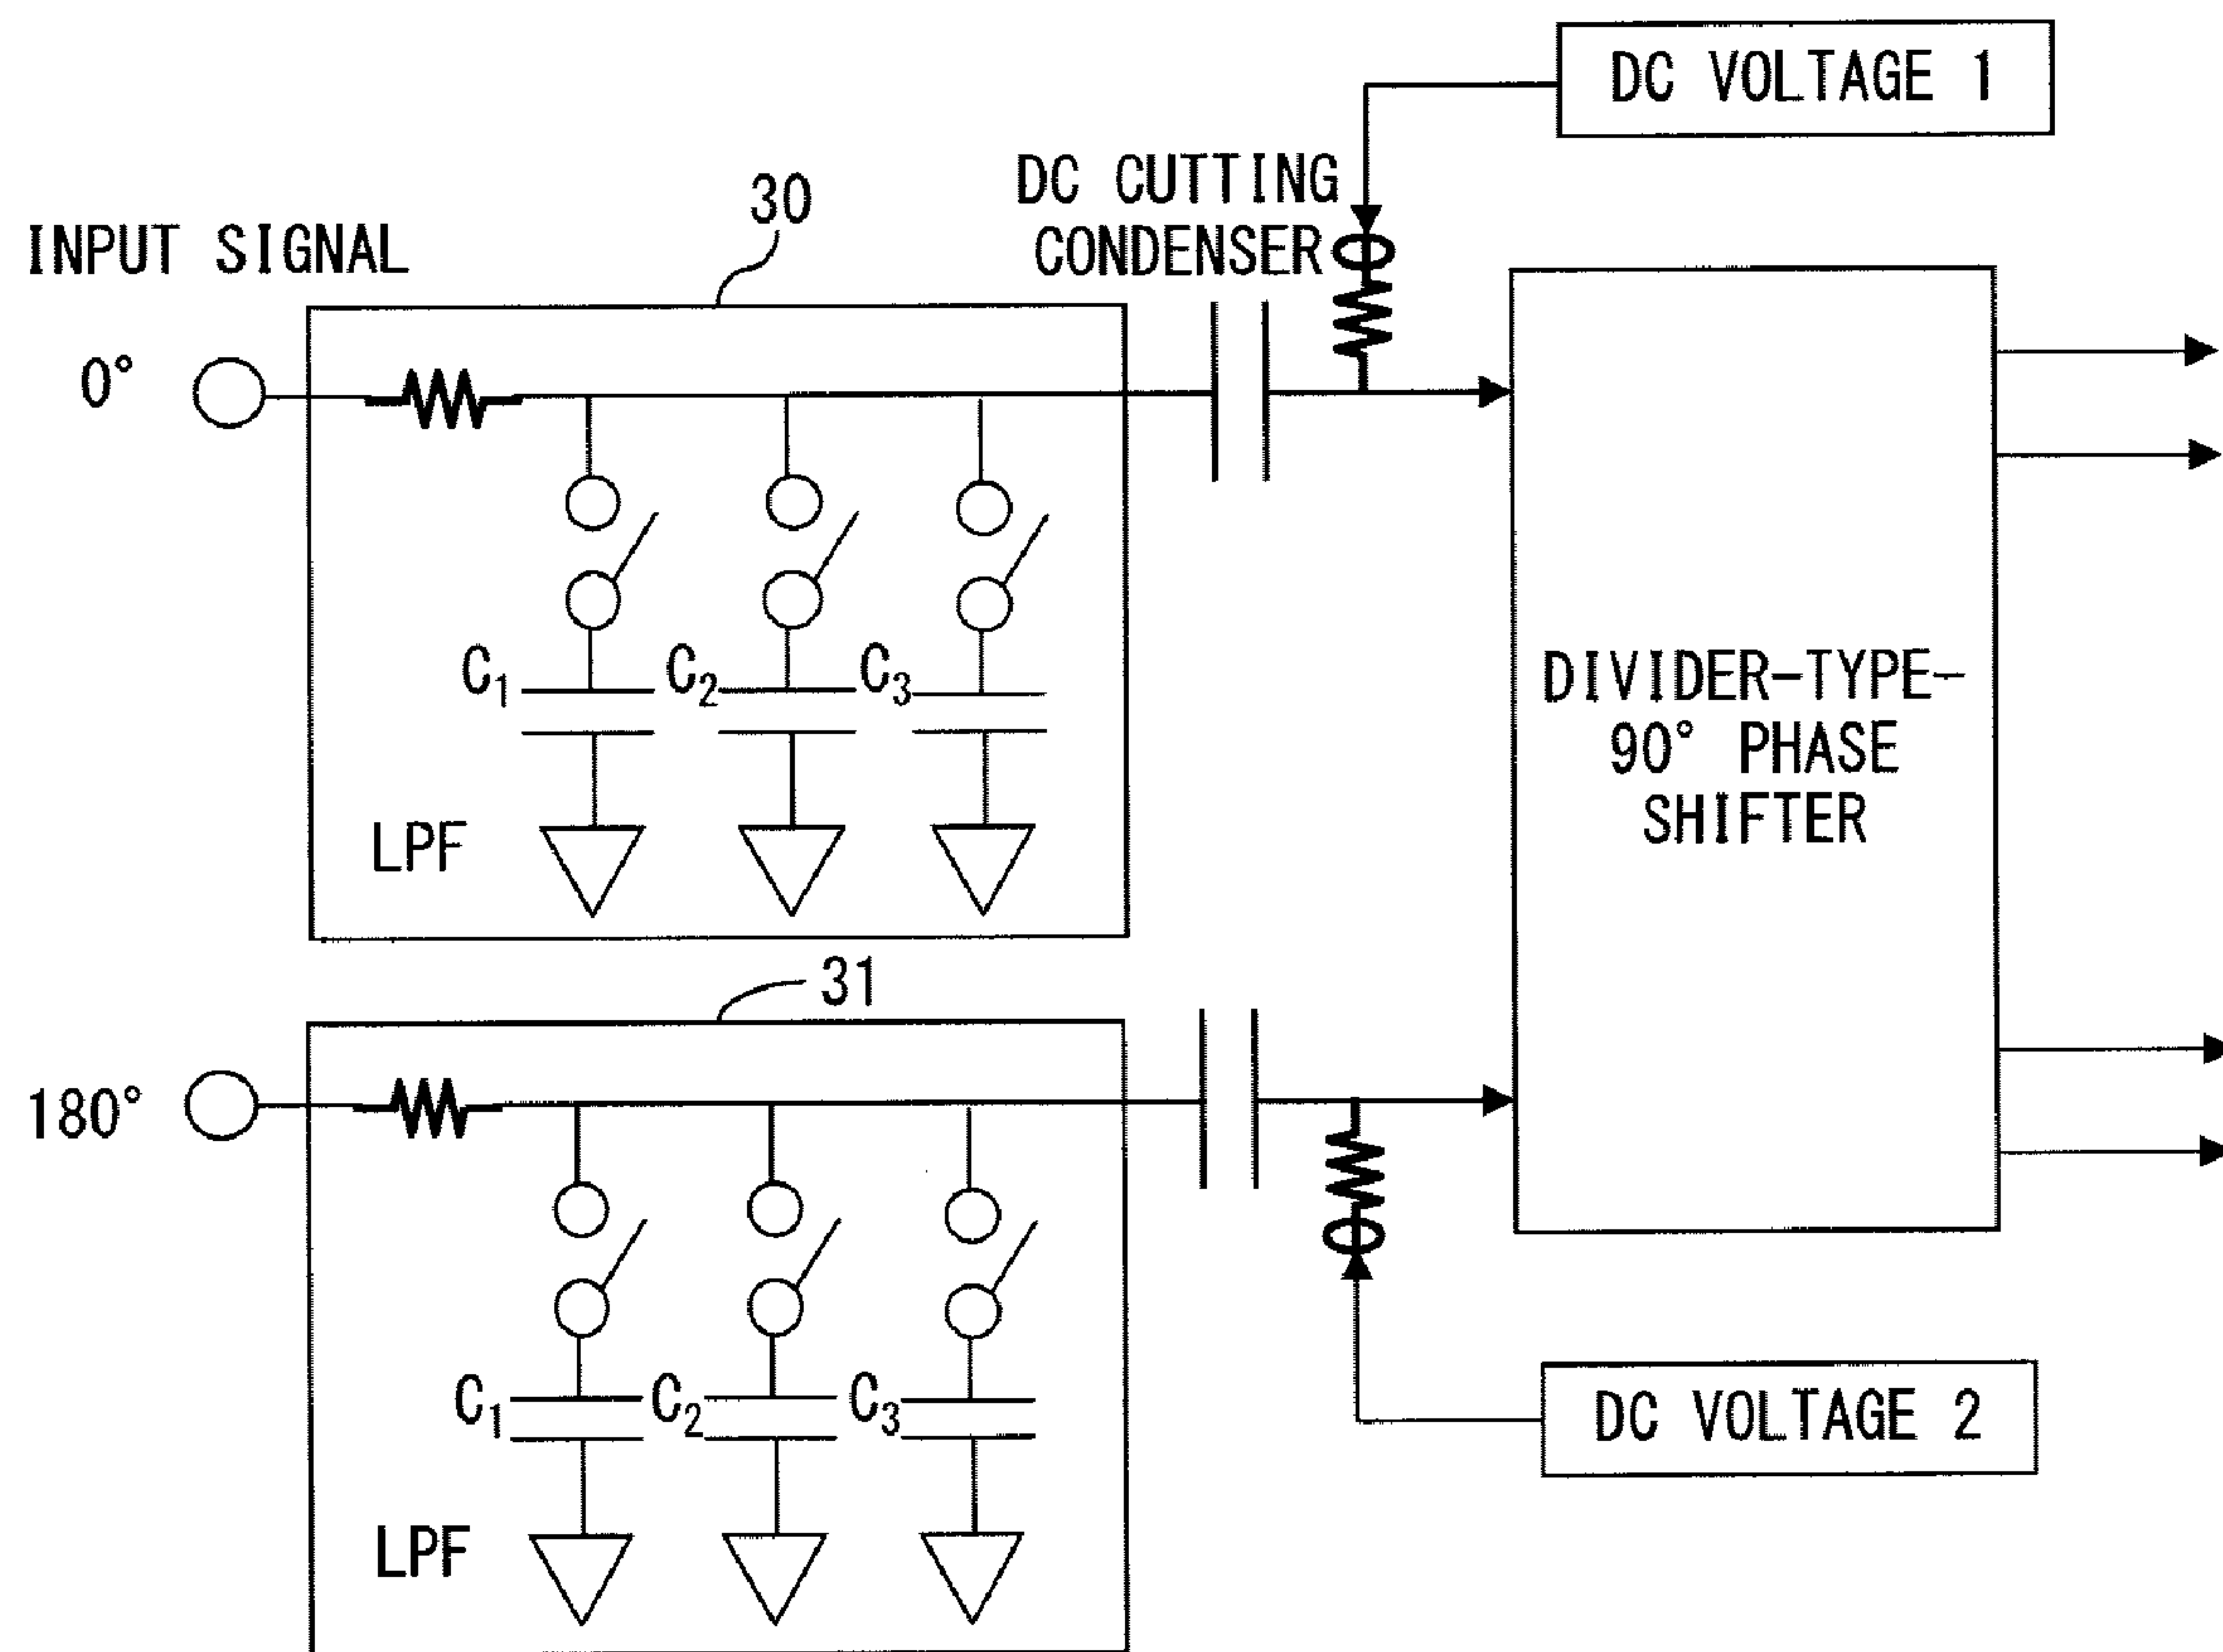 DC VOLTAGE 1
DC CUTTING
CONDENSER
30
INPUT SIGNAL
0°
C₁
C₂
C₃
LPF
DIVIDER-TYPE-
90° PHASE
SHIFTER
31
180°
C₁
C₂
C₃
LPF
DC VOLTAGE 2